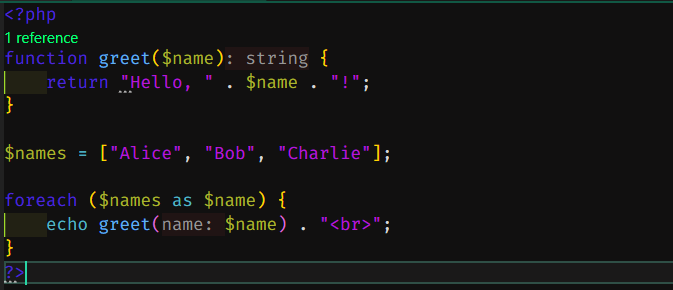 <?php
1 reference
function greet($name): string {
    return "Hello, " . $name . "!";
}
$names = ["Alice", "Bob", "Charlie"];
foreach ($names as $name) {
    echo greet(name: $name) . "<br>";
}
?>